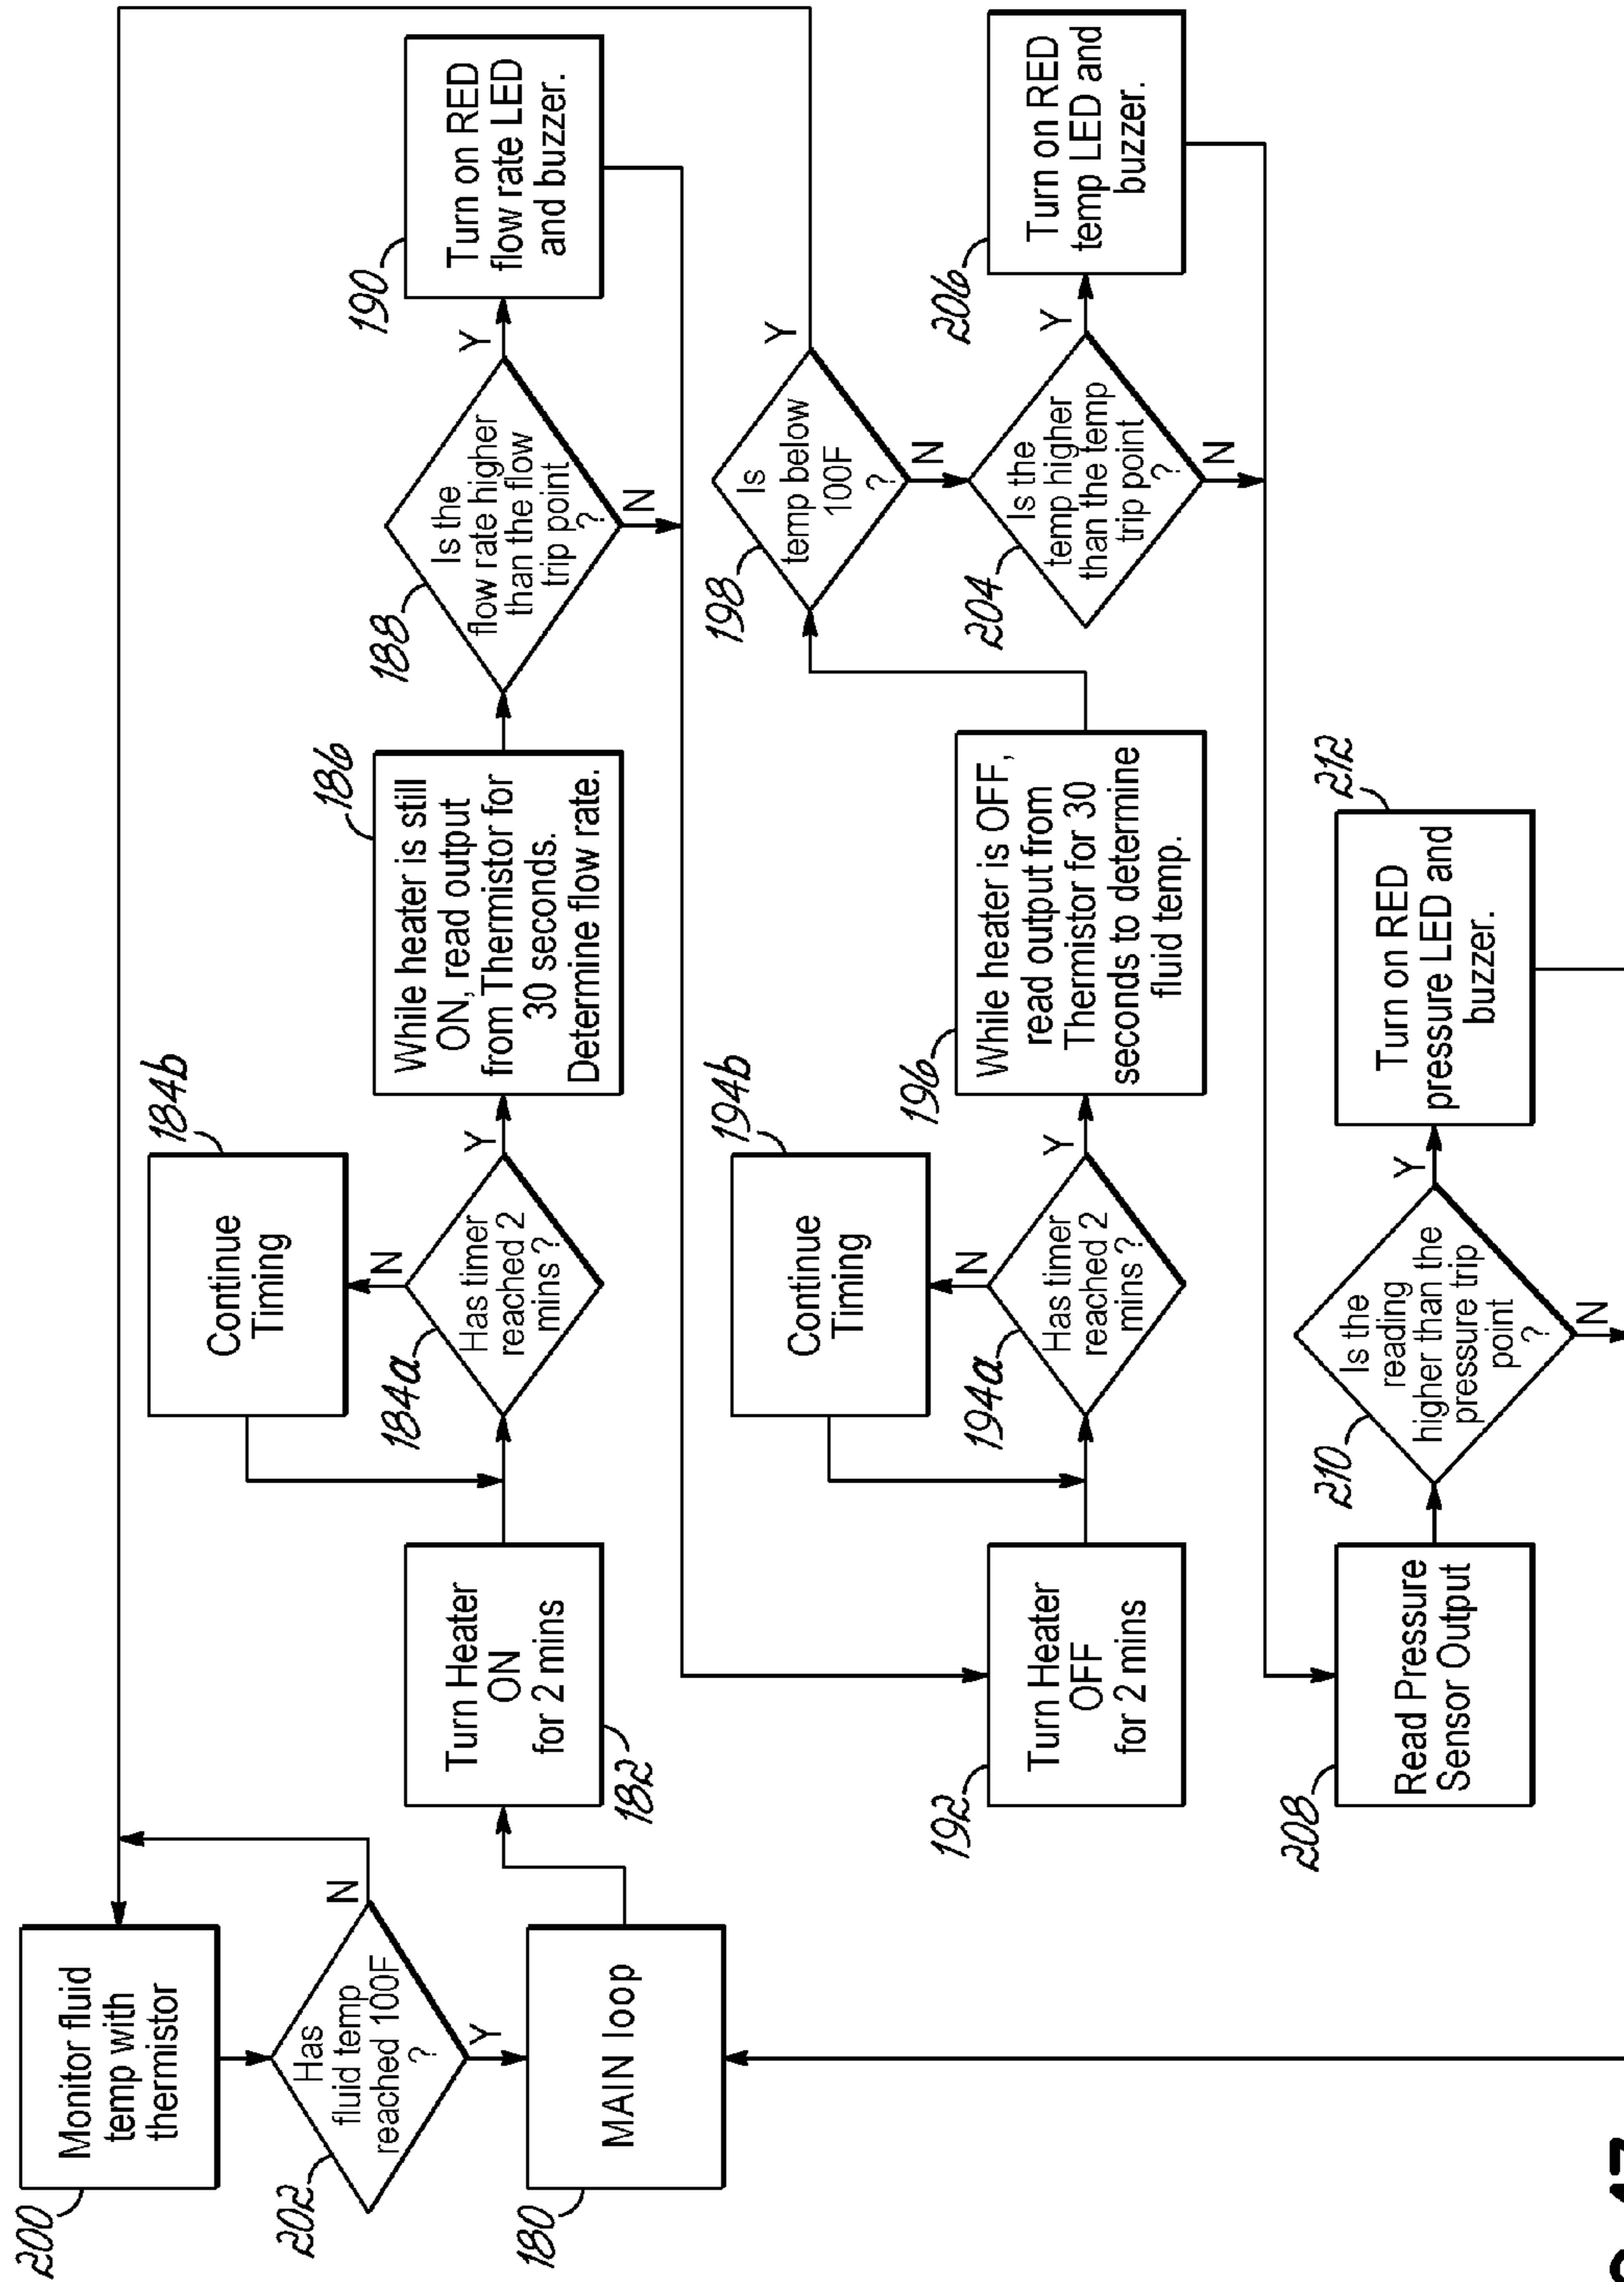 200
Monitor fluid
temp with
thermistor
202
Has
fluid temp
reached 100F
?
N
Y
180
MAIN loop
182
Turn Heater
ON
for 2 mins
184a
Has timer
reached 2
mins ?
N
184b
Continue
Timing
Y
186
While heater is still
ON, read output
from Thermistor for
30 seconds.
Determine flow rate.
188
Is the
flow rate higher
than the flow
trip point
?
Y
N
190
Turn on RED
flow rate LED
and buzzer.
192
Turn Heater
OFF
for 2 mins
194a
Has timer
reached 2
mins ?
N
194b
Continue
Timing
Y
196
While heater is OFF,
read output from
Thermistor for 30
seconds to determine
fluid temp.
198
Is
temp below
100F
?
Y
N
204
Is the
temp higher
than the temp
trip point
?
Y
N
206
Turn on RED
temp LED and
buzzer.
208
Read Pressure
Sensor Output
210
Is the
reading
higher than the
pressure trip
point
?
Y
N
212
Turn on RED
pressure LED and
buzzer.